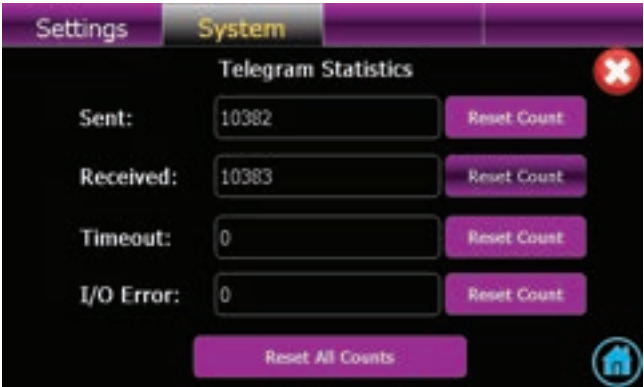 Settings System
Telegram Statistics
Sent: 10382 Reset Count
Received: 10383 Reset Count
Timeout: 0 Reset Count
I/O Error: 0 Reset Count
Reset All Counts